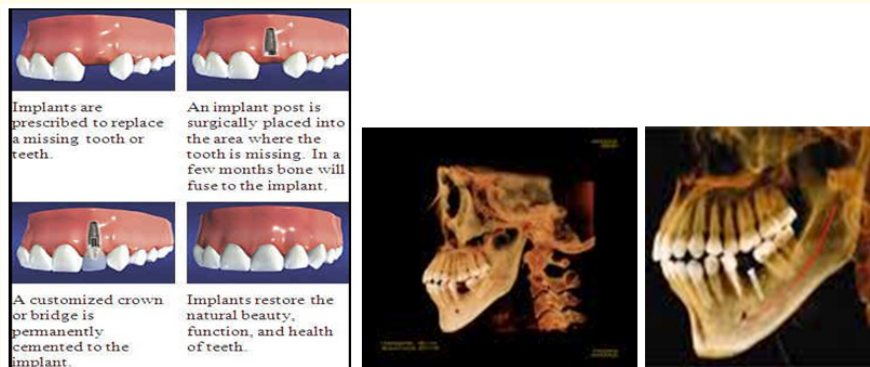 Implants are
prescribed to replace
a missing tooth or
teeth.
An implant post is
surgically placed into
the area where the
tooth is missing. In a
few months bone will
fuse to the implant.
A customized crown
or bridge is
permanently
cemented to the
implant.
Implants restore the
natural beauty,
function, and health
of teeth.